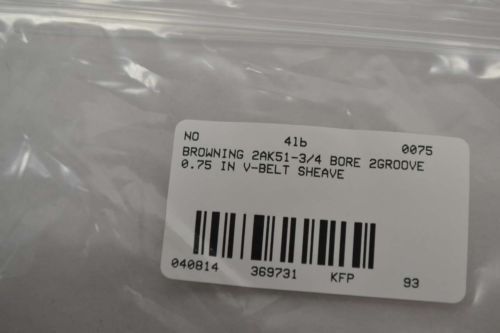 NO 4lb 0075
BROWNING 2AK51-3/4 BORE 2GROOVE
0.75 IN V-BELT SHEAVE
040814 369731 KFP 93